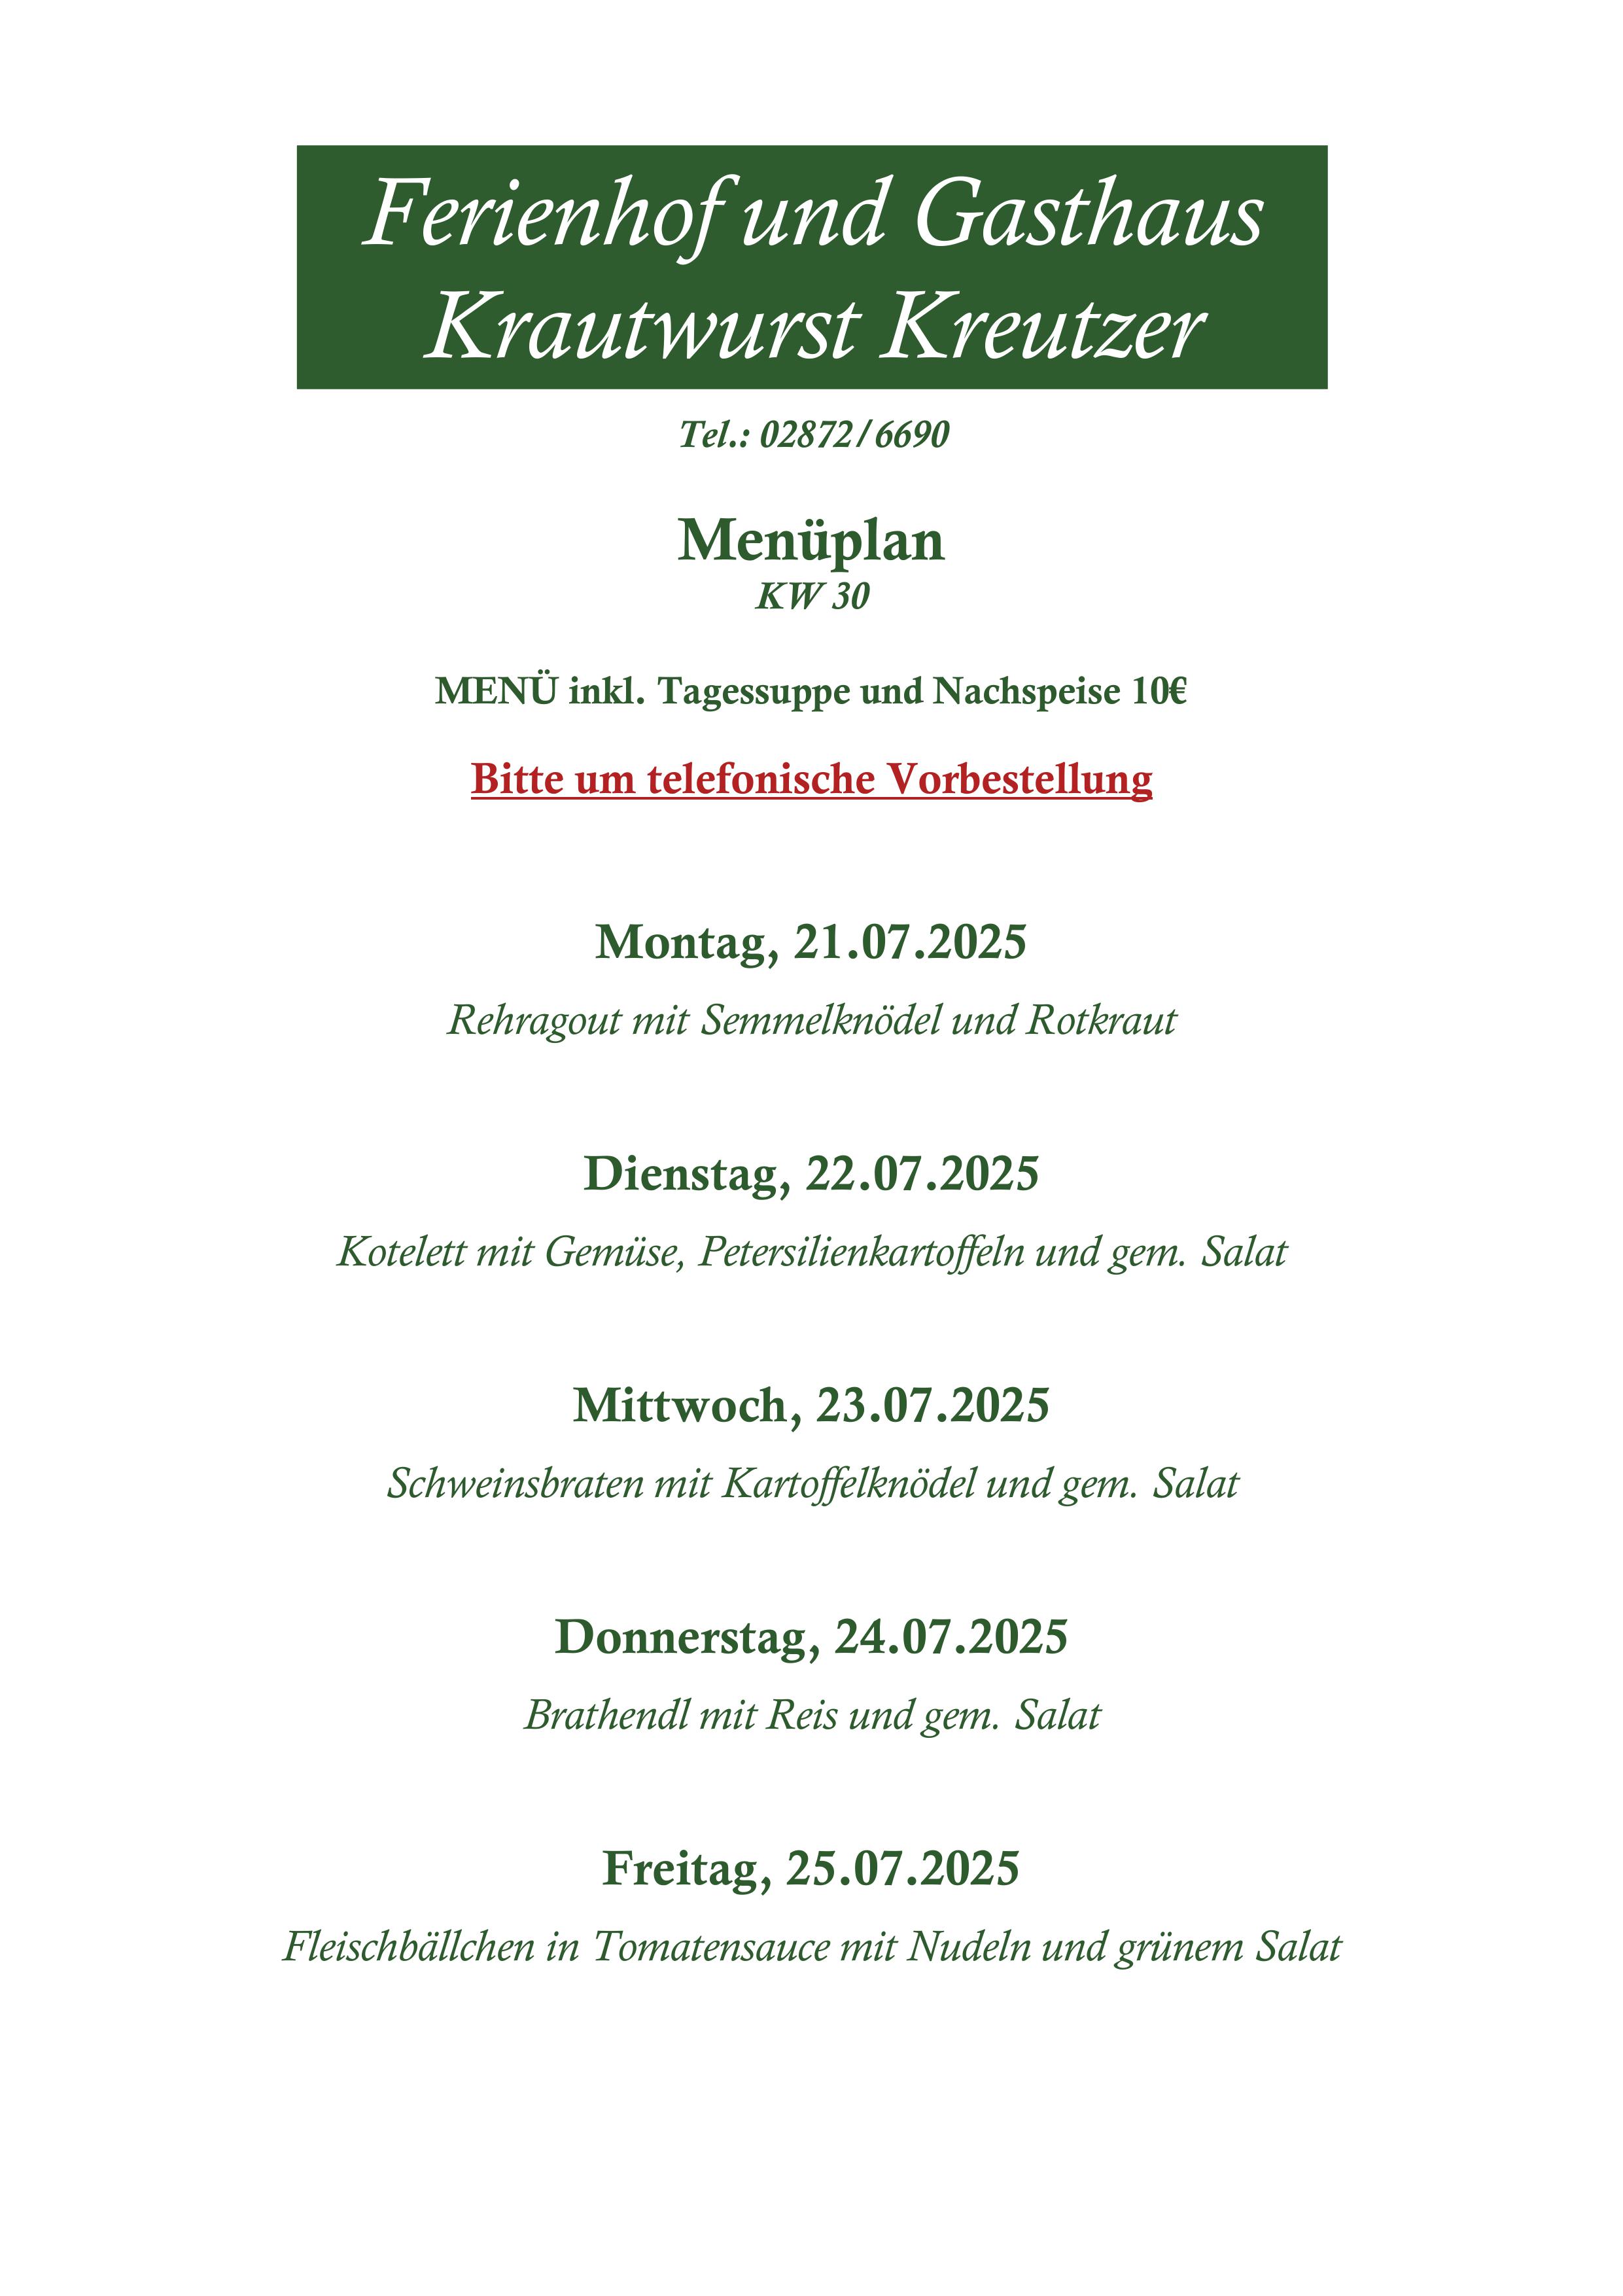 Ferienhof und Gasthaus
Krautwurst Kreutzer
Tel.: 02872/6690
Menüplan
KW 30
MENÜ inkl. Tagessuppe und Nachspeise 10€
Bitte um telefonische Vorbestellung
Montag, 21.07.2025
Rehragout mit Semmelknödel und Rotkraut
Dienstag, 22.07.2025
Kotelett mit Gemüse, Petersilienkartoffeln und gem. Salat
Mittwoch, 23.07.2025
Schweinsbraten mit Kartoffelknödel und gem. Salat
Donnerstag, 24.07.2025
Brathendl mit Reis und gem. Salat
Freitag, 25.07.2025
Fleischbällchen in Tomatensauce mit Nudeln und grünem Salat